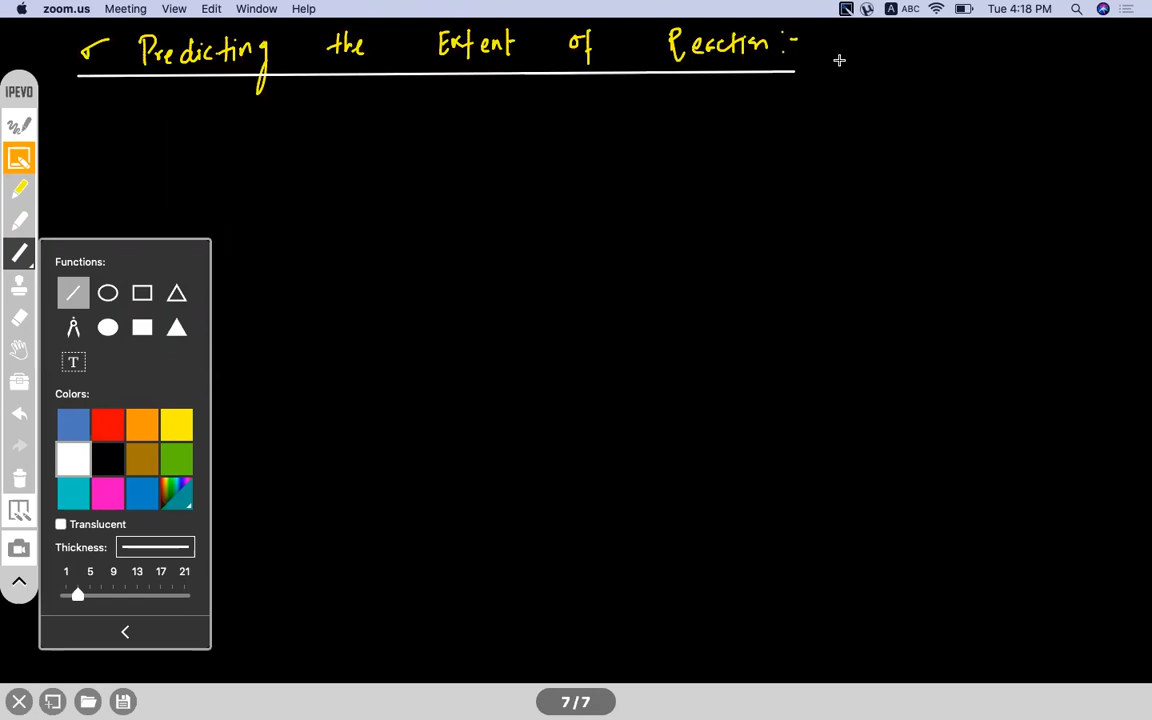 zoom.us Meeting View Edit Window Help A ABC Tue 4:18 PM
Predicting the Extent of Reaction :-
IPEVO
Functions:
T
Colors:
Translucent
Thickness:
1 5 9 13 17 21
7/7